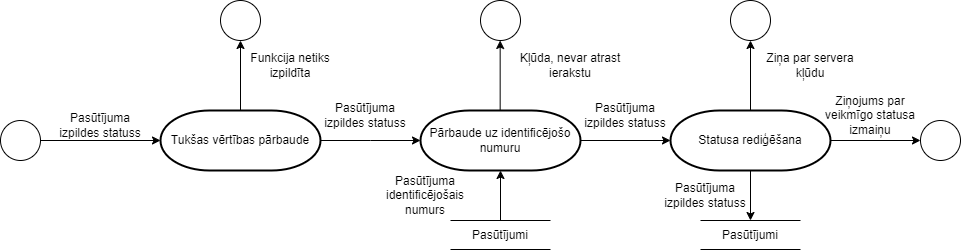 Pasūtījuma
izpildes statuss
Funkcija netiks
izpildīta
Tukšas vērtības pārbaude
Pasūtījuma
izpildes statuss
Kļūda, nevar atrast
ierakstu
Pārbaude uz identificējošo
numuru
Pasūtījuma
identificējošais
numurs
Pasūtījumi
Pasūtījuma
izpildes statuss
Ziņa par servera
kļūdu
Statusa rediģēšana
Ziņojums par
veikmīgo statusa
izmaiņu
Pasūtījuma
izpildes statuss
Pasūtījumi